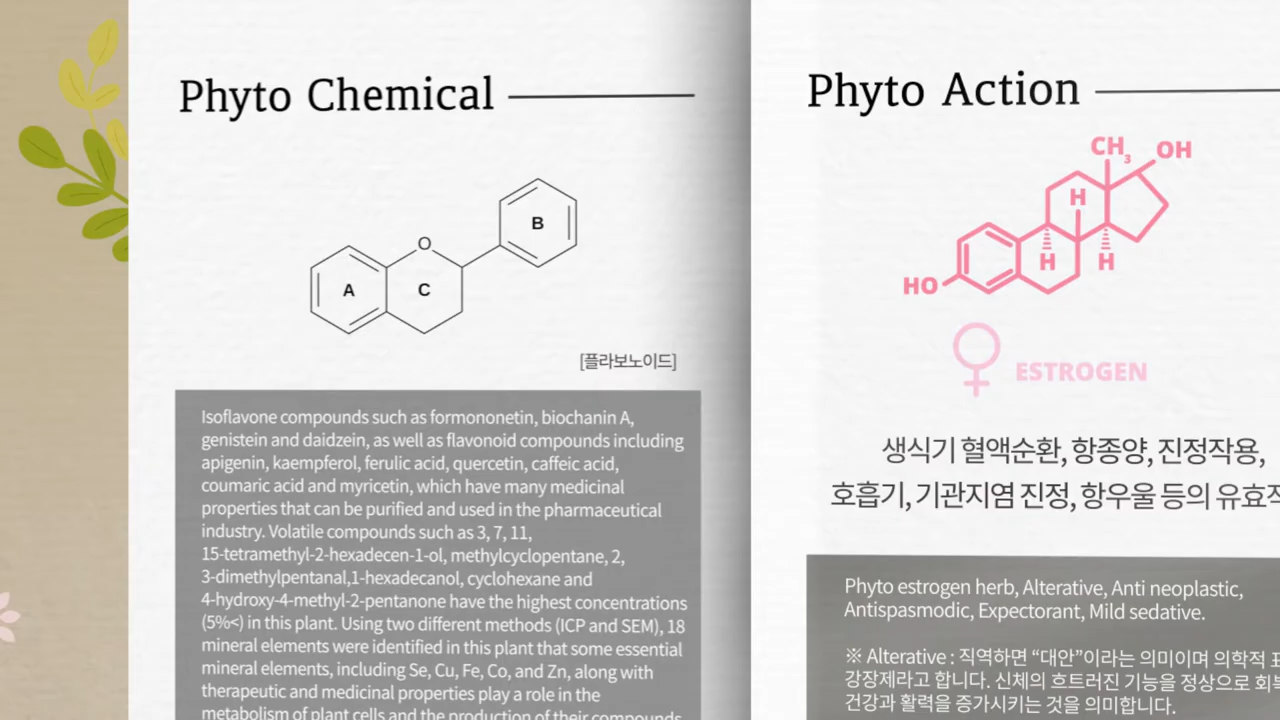 Phyto Chemical
O
B
A
C
[플라보노이드]
Isoflavone compounds such as formononetin, biochanin A,
genistein and daidzein, as well as flavonoid compounds including
apigenin, kaempferol, ferulic acid, quercetin, caffeic acid,
coumaric acid and myricetin, which have many medicinal
properties that can be purified and used in the pharmaceutical
industry. Volatile compounds such as 3, 7, 11,
15-tetramethyl-2-hexadecen-1-ol, methylcyclopentane, 2,
3-dimethylpentanal,1-hexadecanol, cyclohexane and
4-hydroxy-4-methyl-2-pentanone have the highest concentrations
(5%<) in this plant. Using two different methods (ICP and SEM), 18
mineral elements were identified in this plant that some essential
mineral elements, including Se, Cu, Fe, Co, and Zn, along with
therapeutic and medicinal properties play a role in the
metabolism of plant cells and the production of their compounds
Phyto Action
CH₃ OH
H
H H
HO
ESTROGEN
생식기 혈액순환, 항종양, 진정작용,
호흡기, 기관지염 진정, 항우울 등의
Phyto estrogen herb, Alterative, Anti neoplastic,
Antispasmodic, Expectorant, Mild sedative.
※ Alterative : 직역하면 “대안”이라는 의미이며 의학적
강장제라고 합니다. 신체의 흐트러진 기능을 정상으로
건강과 활력을 증가시키는 것을 의미합니다.